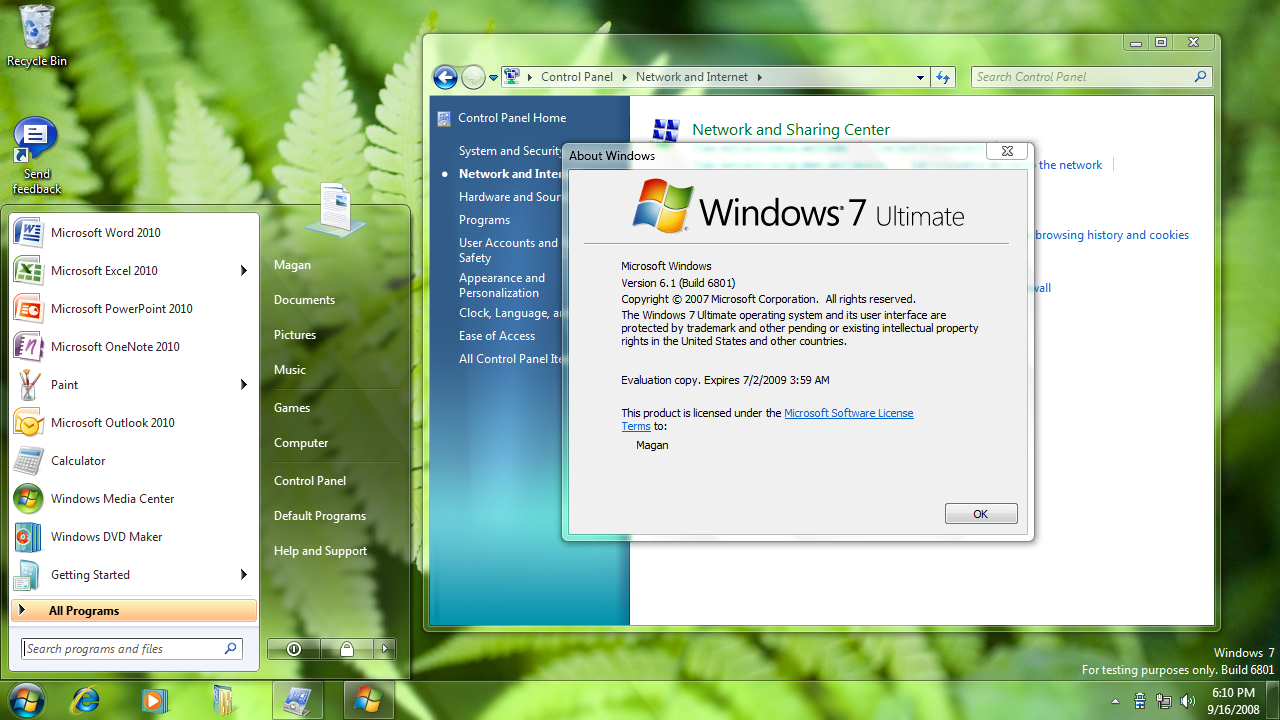 Recycle Bin
Send
feedback
Microsoft Word 2010
Microsoft Excel 2010
Microsoft PowerPoint 2010
Microsoft OneNote 2010
Paint
Microsoft Outlook 2010
Calculator
Windows Media Center
Windows DVD Maker
Getting Started
All Programs
Search programs and files
Magan
Documents
Pictures
Music
Games
Computer
Control Panel
Default Programs
Help and Support
Control Panel
Network and Internet
Search Control Panel
Control Panel Home
System and Security
Network and Inter
Hardware and Soun
Programs
User Accounts and
Safety
Appearance and
Personalization
Clock, Language, an
Ease of Access
All Control Panel Ite
Network and Sharing Center
the network
browsing history and cookies
wall
About Windows
Windows 7 Ultimate
Microsoft Windows
Version 6.1 (Build 6801)
Copyright © 2007 Microsoft Corporation. All rights reserved.
The Windows 7 Ultimate operating system and its user interface are
protected by trademark and other pending or existing intellectual property
rights in the United States and other countries.
Evaluation copy. Expires 7/2/2009 3:59 AM
This product is licensed under the Microsoft Software License
Terms to:
Magan
OK
Windows 7
For testing purposes only. Build 6801
6:10 PM
9/16/2008